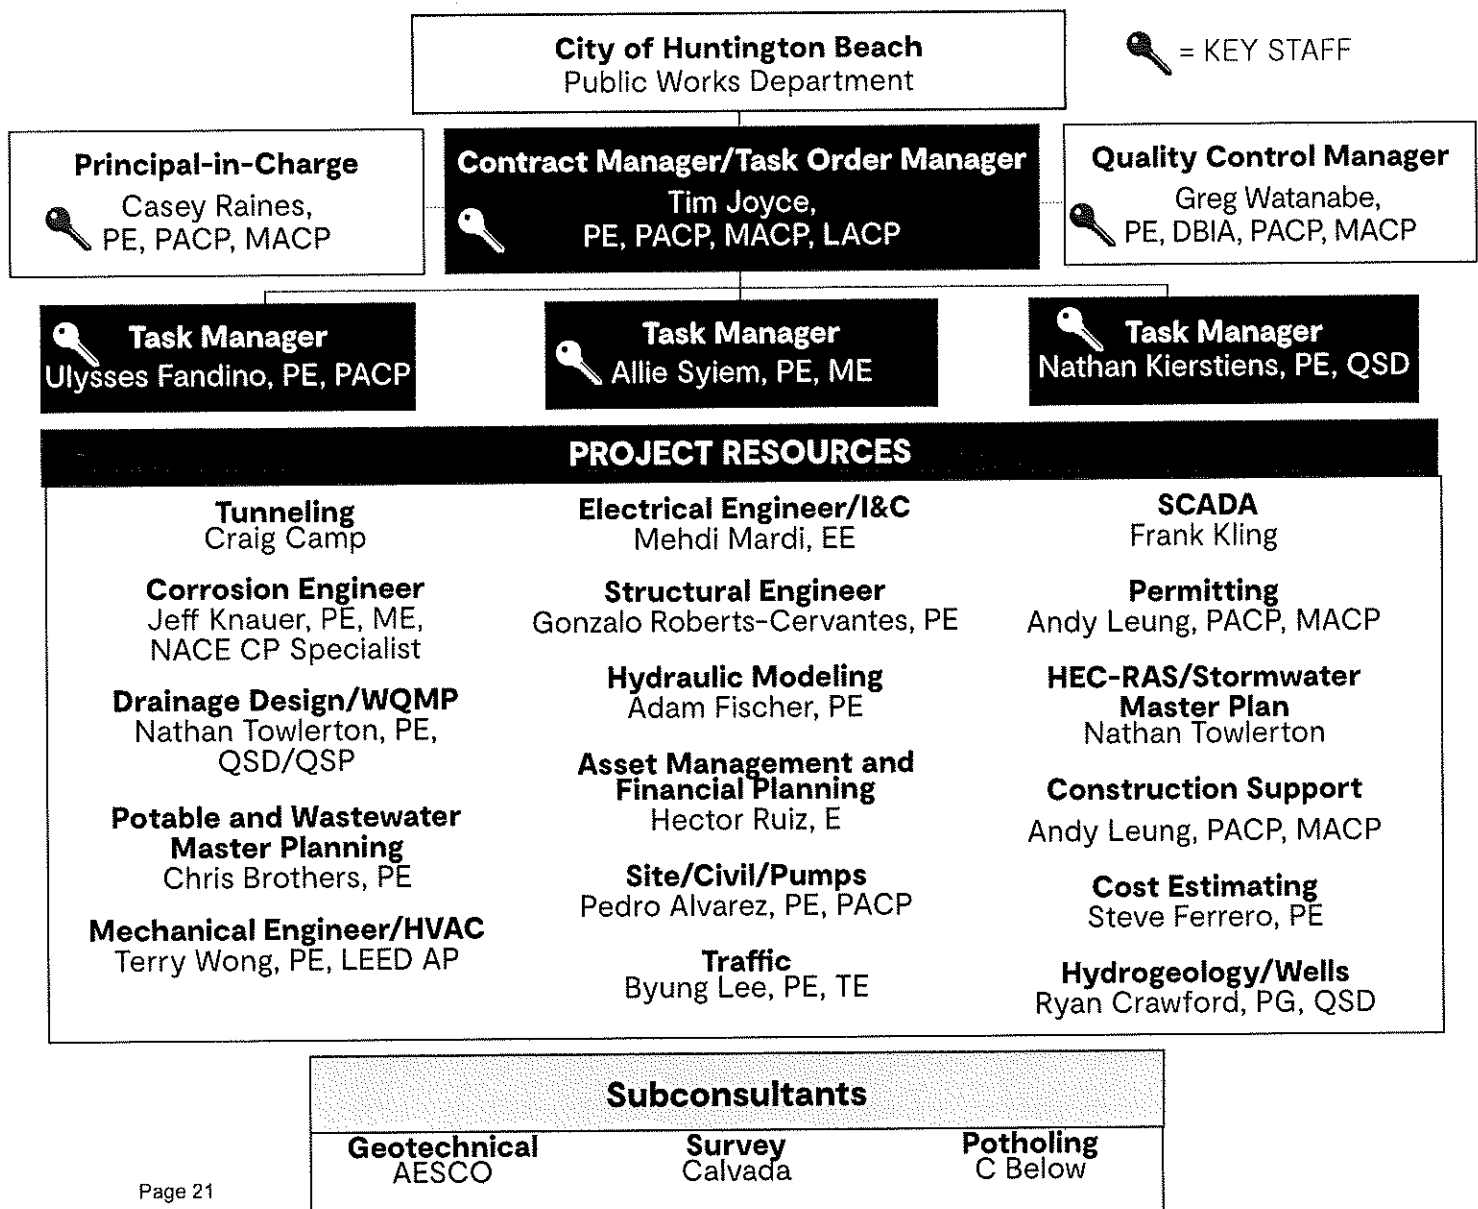 City of Huntington Beach
Public Works Department
= KEY STAFF
Principal-in-Charge
Casey Raines,
PE, PACP, MACP
Contract Manager/Task Order Manager
Tim Joyce,
PE, PACP, MACP, LACP
Quality Control Manager
Greg Watanabe,
PE, DBIA, PACP, MACP
Task Manager
Ulysses Fandino, PE, PACP
Task Manager
Allie Syiem, PE, ME
Task Manager
Nathan Kierstiens, PE, QSD
PROJECT RESOURCES
Tunneling
Craig Camp
Corrosion Engineer
Jeff Knauer, PE, ME,
NACE CP Specialist
Drainage Design/WQMP
Nathan Towlerton, PE,
QSD/QSP
Potable and Wastewater
Master Planning
Chris Brothers, PE
Mechanical Engineer/HVAC
Terry Wong, PE, LEED AP
Electrical Engineer/I&C
Mehdi Mardi, EE
Structural Engineer
Gonzalo Roberts-Cervantes, PE
Hydraulic Modeling
Adam Fischer, PE
Asset Management and
Financial Planning
Hector Ruiz, E
Site/Civil/Pumps
Pedro Alvarez, PE, PACP
Traffic
Byung Lee, PE, TE
SCADA
Frank Kling
Permitting
Andy Leung, PACP, MACP
HEC-RAS/Stormwater
Master Plan
Nathan Towlerton
Construction Support
Andy Leung, PACP, MACP
Cost Estimating
Steve Ferrero, PE
Hydrogeology/Wells
Ryan Crawford, PG, QSD
Subconsultants
Geotechnical
AESCO
Survey
Calvada
Potholing
C Below
Page 21